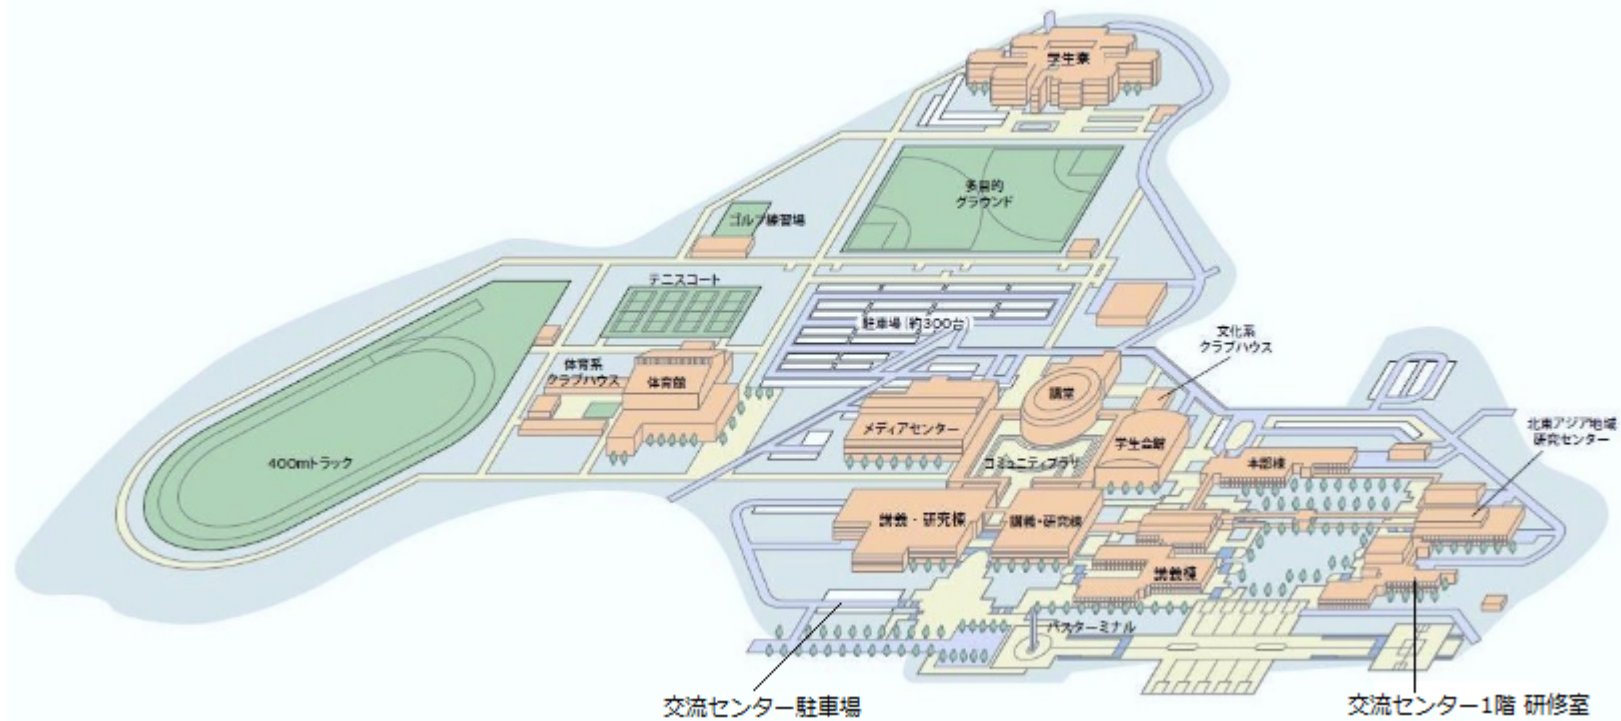 学生寮
多目的
グラウンド
ゴルフ練習場
テニスコート
駐車場(約300台)
文化系
クラブハウス
体育系
クラブハウス
体育館
講堂
メディアセンター
学生会館
北東アジア地域
研究センター
400mトラック
コミュニティプラザ
本部棟
講義・研究棟
講義・研究棟
講義棟
バスターミナル
交流センター駐車場
交流センター1階 研修室